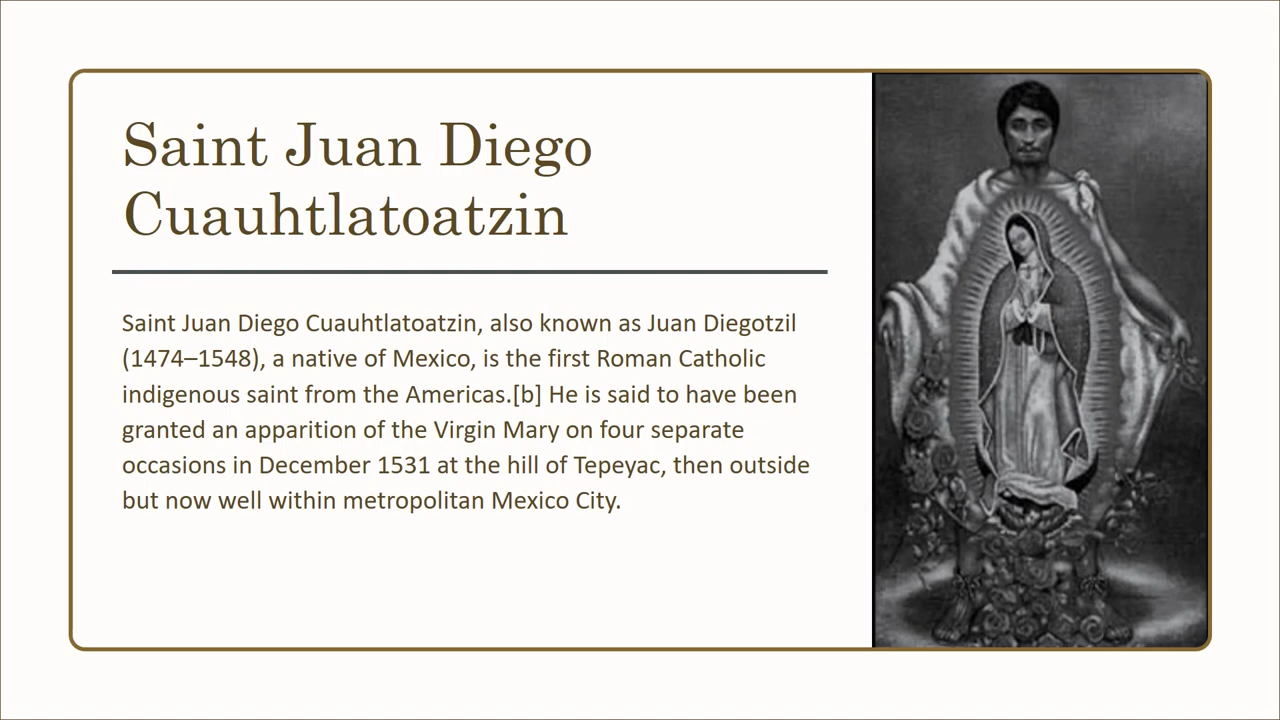 Saint Juan Diego
Cuauhtlatoatzin
Saint Juan Diego Cuauhtlatoatzin, also known as Juan Diegotzil
(1474–1548), a native of Mexico, is the first Roman Catholic
indigenous saint from the Americas.[b] He is said to have been
granted an apparition of the Virgin Mary on four separate
occasions in December 1531 at the hill of Tepeyac, then outside
but now well within metropolitan Mexico City.